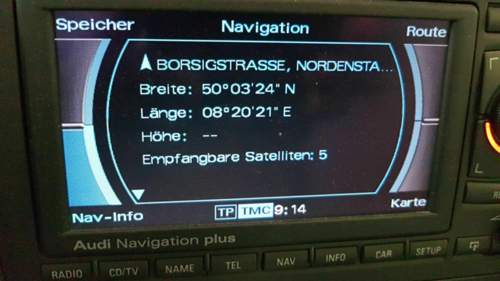 Speicher Navigation Route
BORSIGSTRASSE, NORDENSTA...
Breite: 50°03'24" N
Länge: 08°20'21" E
Höhe: --
Empfangbare Satelliten: 5
Nav-Info TP TMC 9:14 Karte
Audi Navigation plus
RADIO CD/TV NAME TEL NAV INFO CAR SETUP